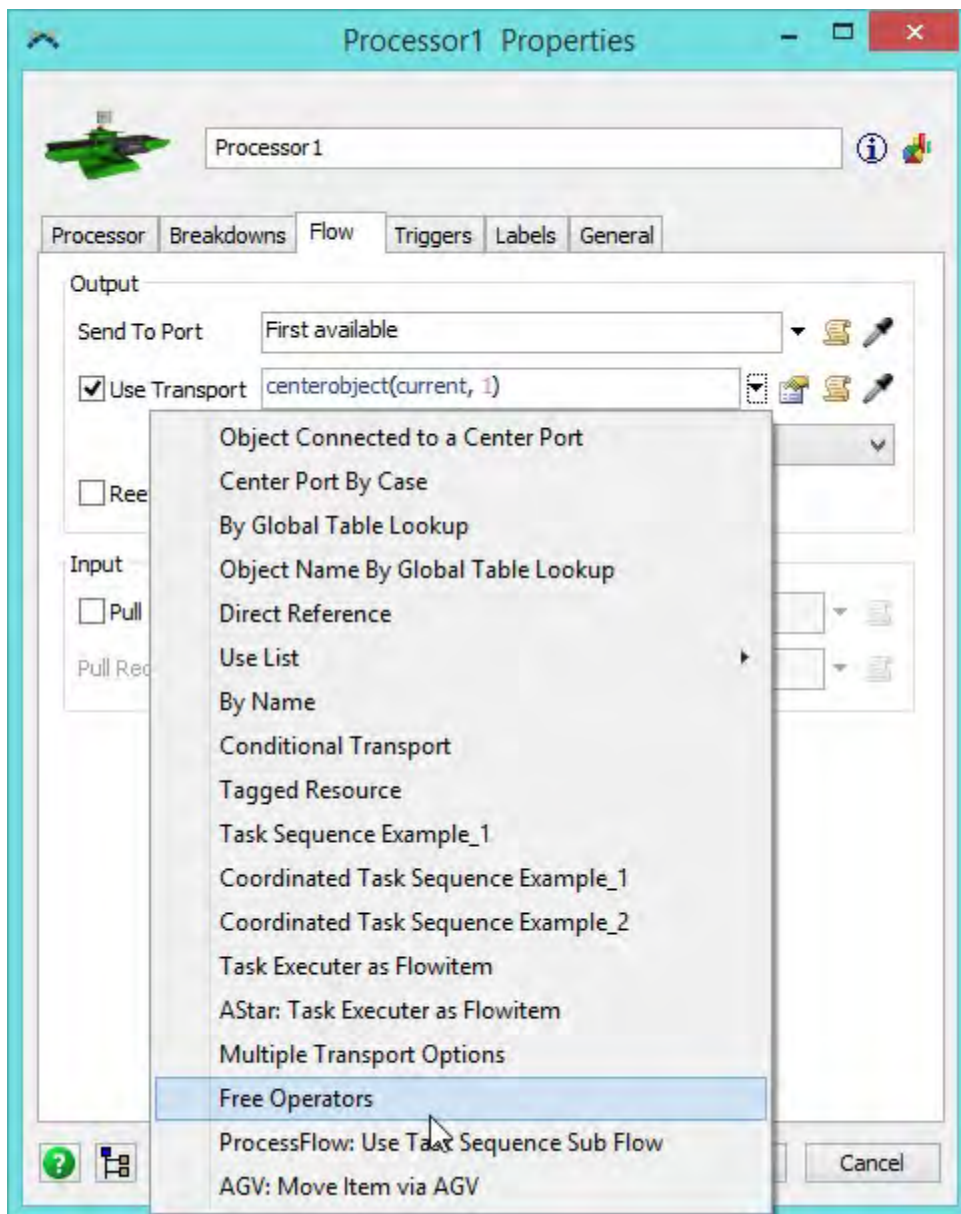 Processor1 Properties
Processor1
Processor Breakdowns Flow Triggers Labels General
Output
Send To Port First available
Use Transport centerobject(current, 1)
Object Connected to a Center Port
Center Port By Case
Ree
By Global Table Lookup
Input
Object Name By Global Table Lookup
Pull
Direct Reference
Pull Rec
Use List
By Name
Conditional Transport
Tagged Resource
Task Sequence Example_1
Coordinated Task Sequence Example_1
Coordinated Task Sequence Example_2
Task Executer as Flowitem
AStar: Task Executer as Flowitem
Multiple Transport Options
Free Operators
ProcessFlow: Use Task Sequence Sub Flow
Cancel
AGV: Move Item via AGV